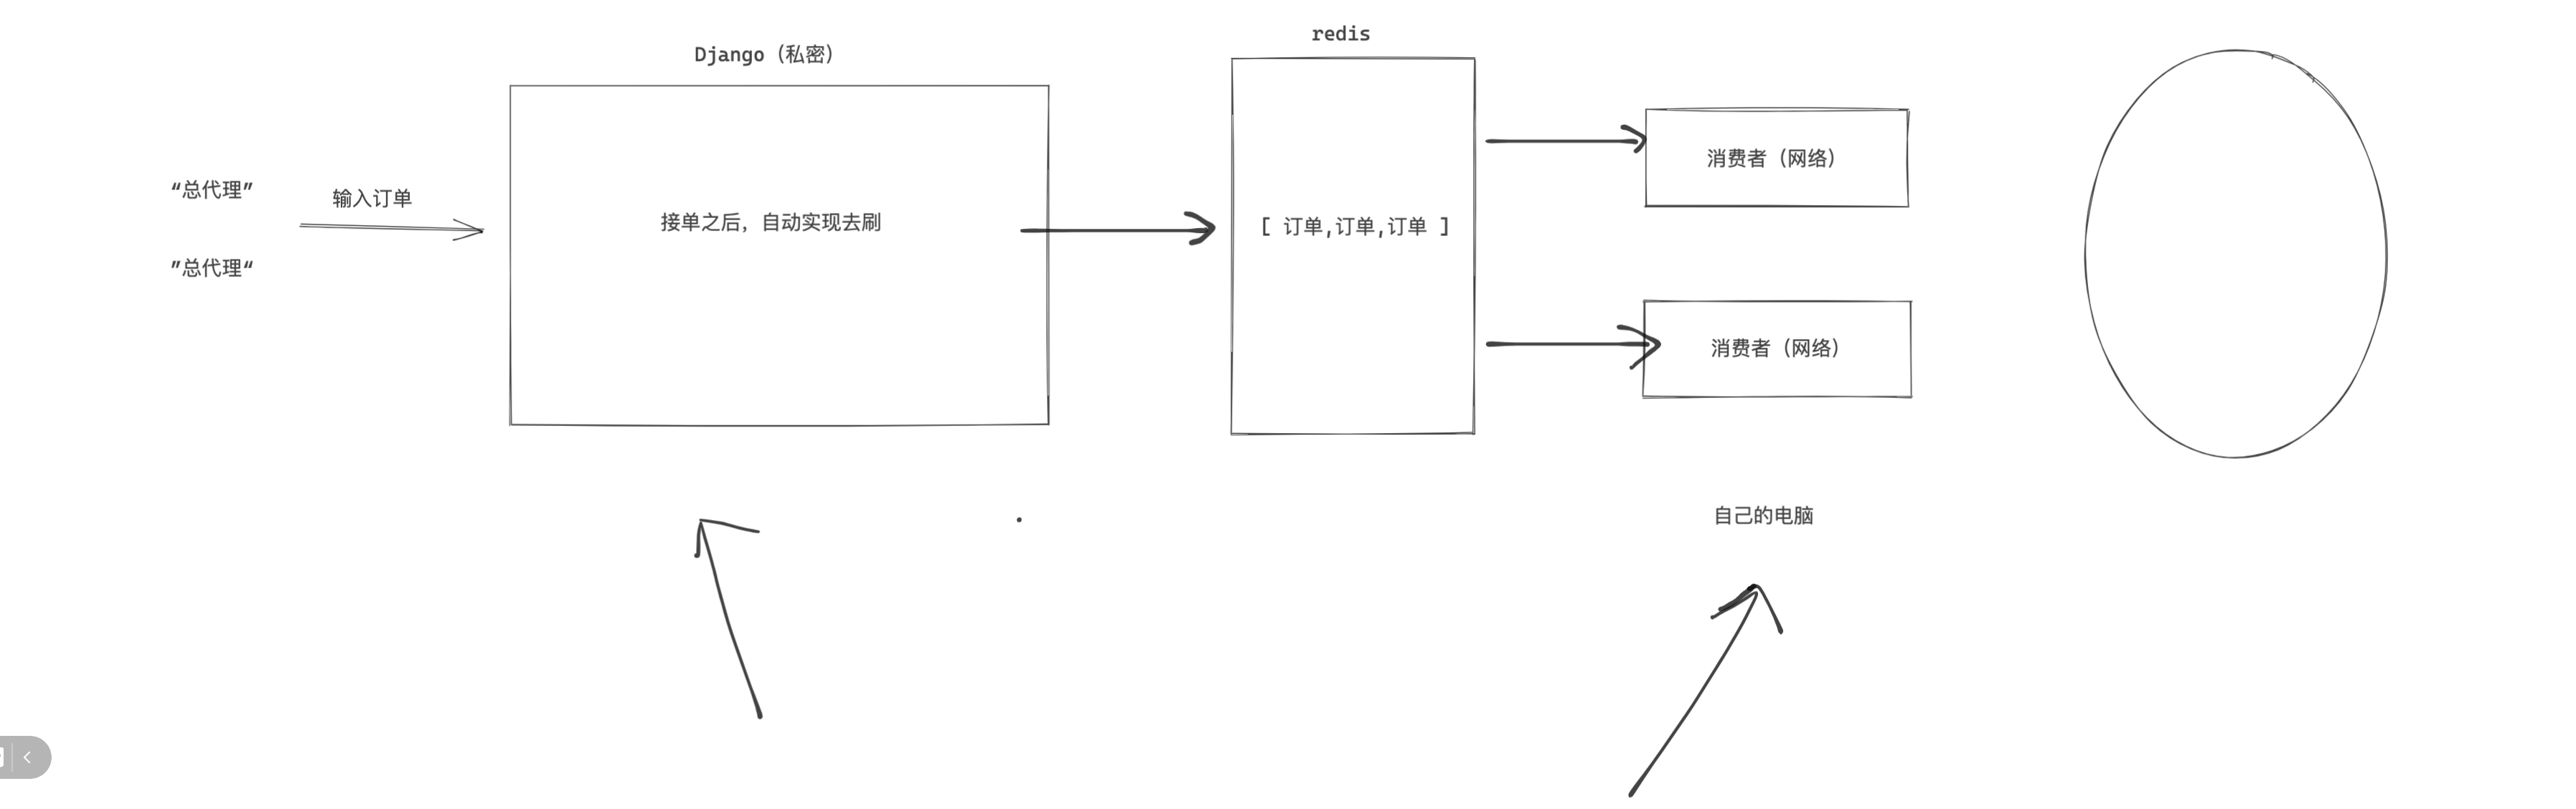 Django（私密）
redis
“总代理”
输入订单
接单之后，自动实现去刷
[ 订单,订单,订单 ]
消费者（网络）
”总代理“
消费者（网络）
自己的电脑